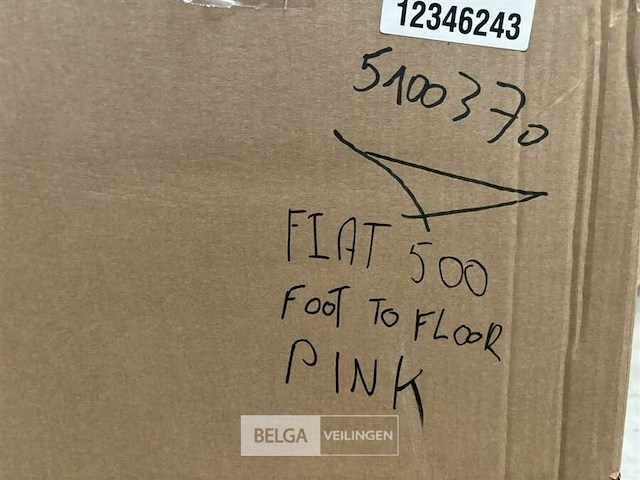 12346243
5100370
FIAT 500
FOOT TO FLOOR
PINK
BELGA VEILINGEN